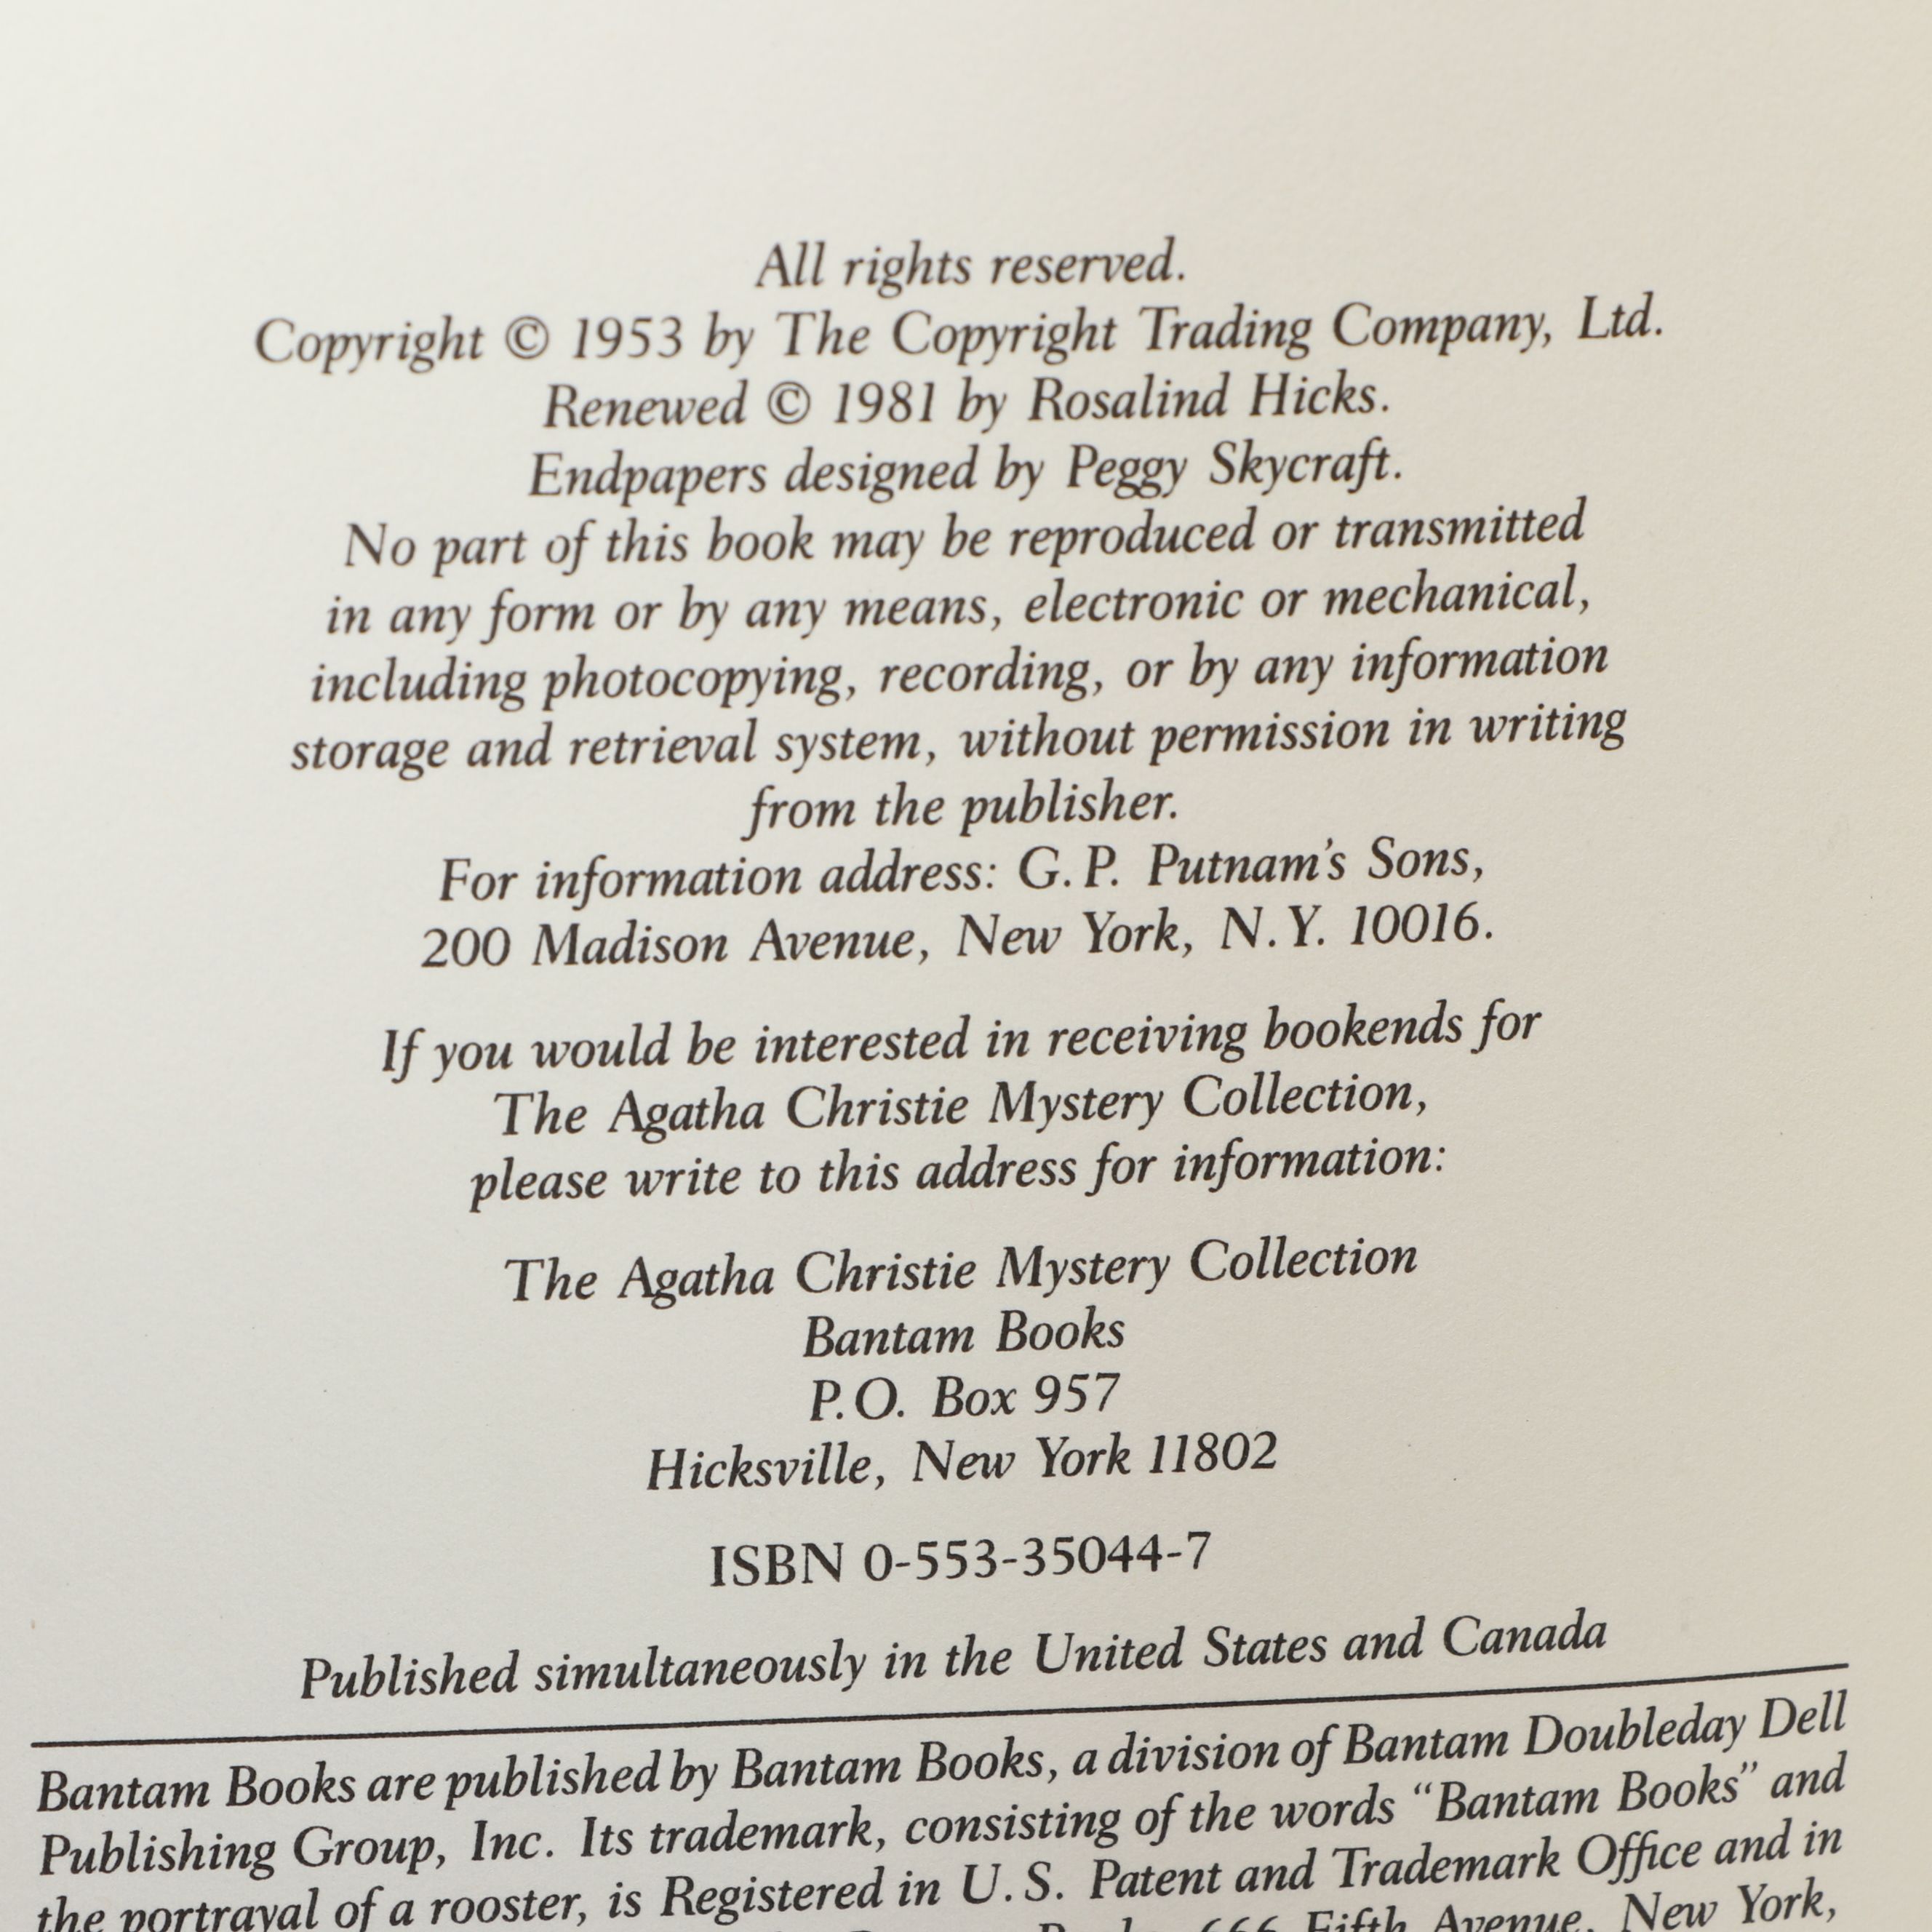 All rights reserved.
Copyright © 1953 by The Copyright Trading Company, Ltd.
Renewed © 1981 by Rosalind Hicks.
Endpapers designed by Peggy Skycraft.
No part of this book may be reproduced or transmitted
in any form or by any means, electronic or mechanical,
including photocopying, recording, or by any information
storage and retrieval system, without permission in writing
from the publisher.
For information address: G.P. Putnam's Sons,
200 Madison Avenue, New York, N.Y. 10016.
If you would be interested in receiving bookends for
The Agatha Christie Mystery Collection,
please write to this address for information:
The Agatha Christie Mystery Collection
Bantam Books
P.O. Box 957
Hicksville, New York 11802
ISBN 0-553-35044-7
Published simultaneously in the United States and Canada
Bantam Books are published by Bantam Books, a division of Bantam Doubleday Dell
Publishing Group, Inc. Its trademark, consisting of the words “Bantam Books” and
the portrayal of a rooster, is Registered in U.S. Patent and Trademark Office and in
666 Fifth Avenue, New York,